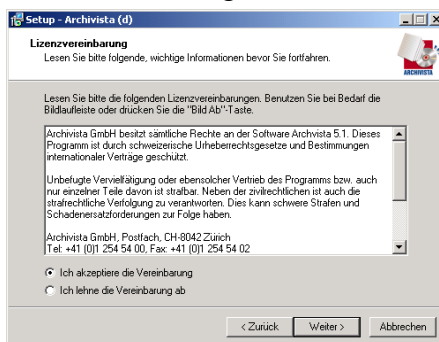 Setup - Archivista (d)
Lizenzvereinbarung
Lesen Sie bitte folgende, wichtige Informationen bevor Sie fortfahren.
ARCHIVISTA
Lesen Sie bitte die folgenden Lizenzvereinbarungen. Benutzen Sie bei Bedarf die
Bildlaufleiste oder drücken Sie die "Bild Ab"-Taste.
Archivista GmbH besitzt sämtliche Rechte an der Software Archvista 5.1. Dieses
Programm ist durch schweizerische Urheberrechtsgesetze und Bestimmungen
internationaler Verträge geschützt.
Unbefugte Vervielfältigung oder ebensolcher Vertrieb des Programms bzw. auch
nur einzelner Teile davon ist strafbar. Neben der zivilrechtlichen ist auch die
strafrechtliche Verfolgung zu verantworten. Dies kann schwere Strafen und
Schadenersatzforderungen zur Folge haben.
Archivista GmbH, Postfach, CH-8042 Zürich
Tel: +41 (0)1 254 54 00, Fax: +41 (0)1 254 54 02
Ich akzeptiere die Vereinbarung
Ich lehne die Vereinbarung ab
< Zurück Weiter > Abbrechen